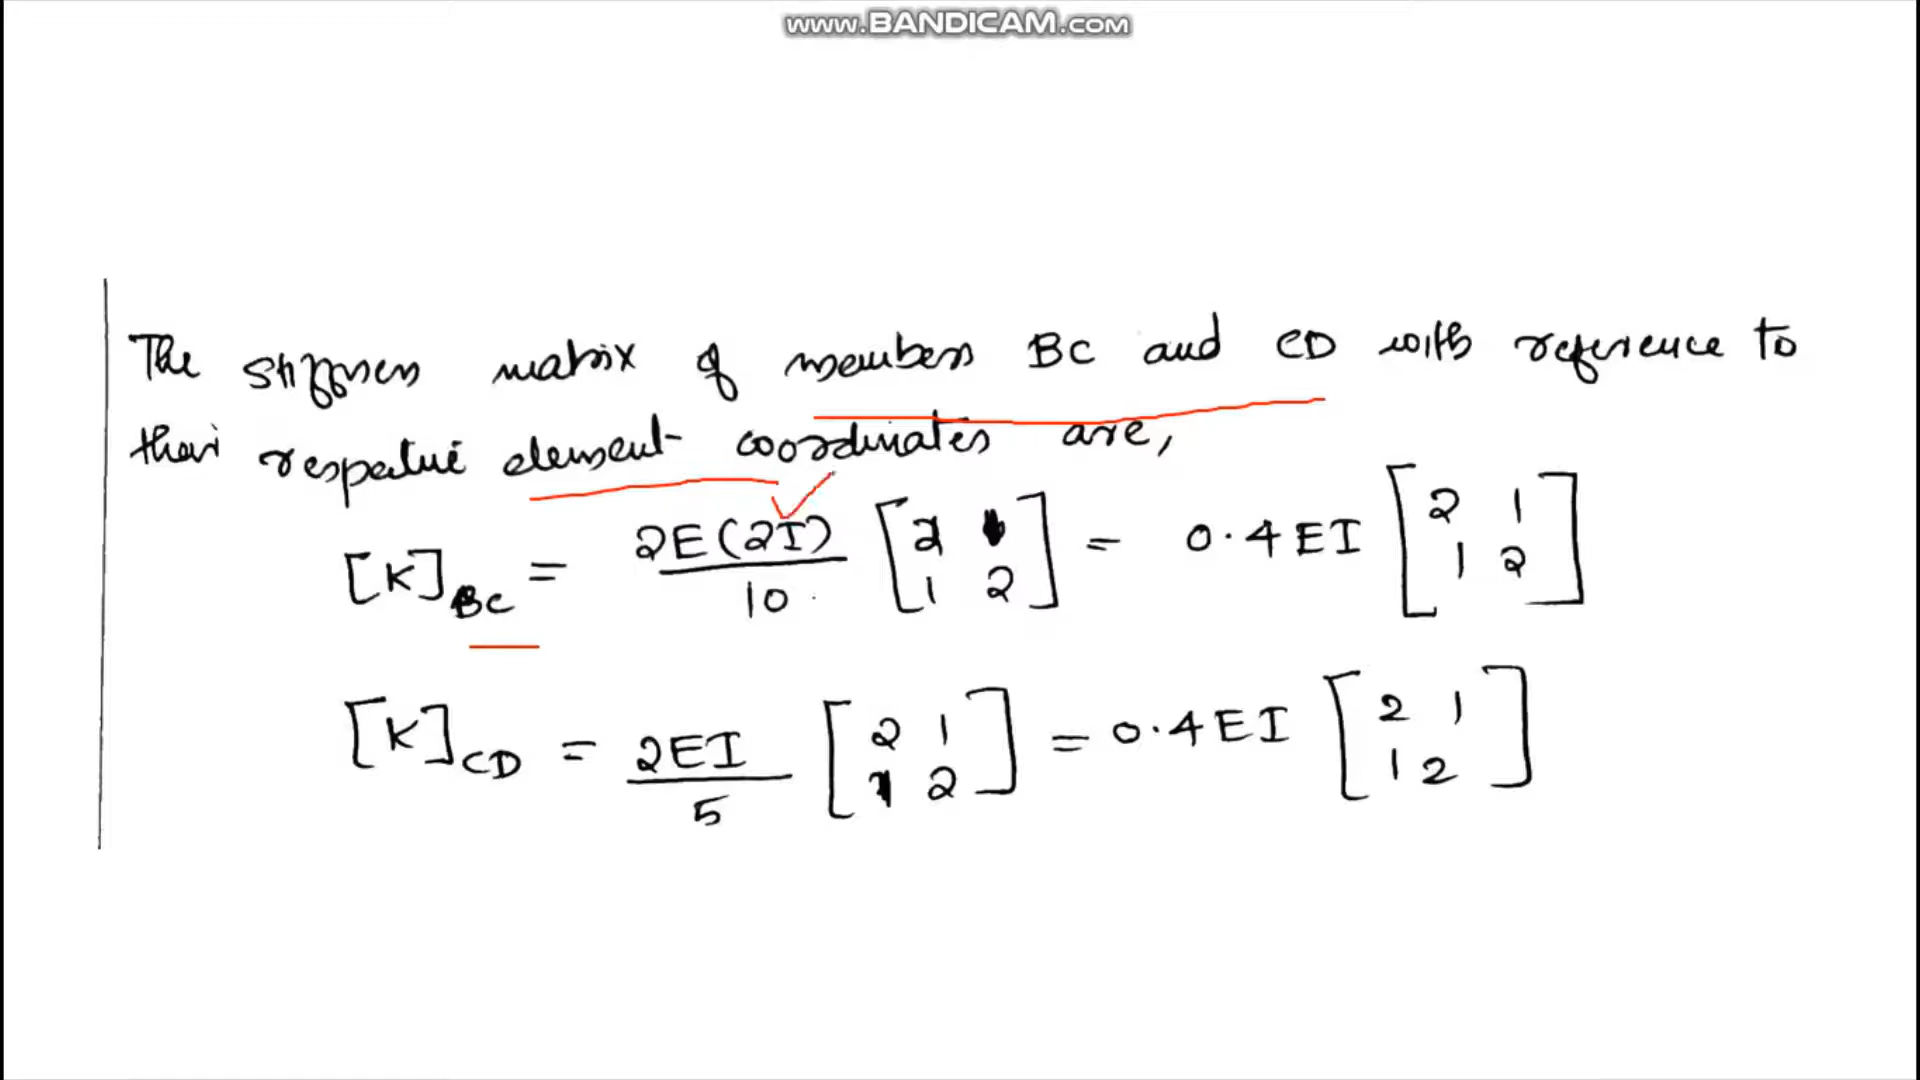 www.BANDICAM.com
The stiffness matrix of members BC and CD with reference to
their respective element coordinates are,
[K]BC = 2E(2I)/10 [2 1; 1 2] = 0.4EI [2 1; 1 2]
[K]CD = 2EI/5 [2 1; 1 2] = 0.4EI [2 1; 1 2]